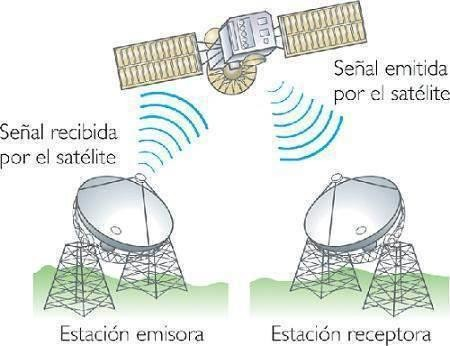 Señal emitida
por el satélite
Señal recibida
por el satélite
Estación emisora
Estación receptora